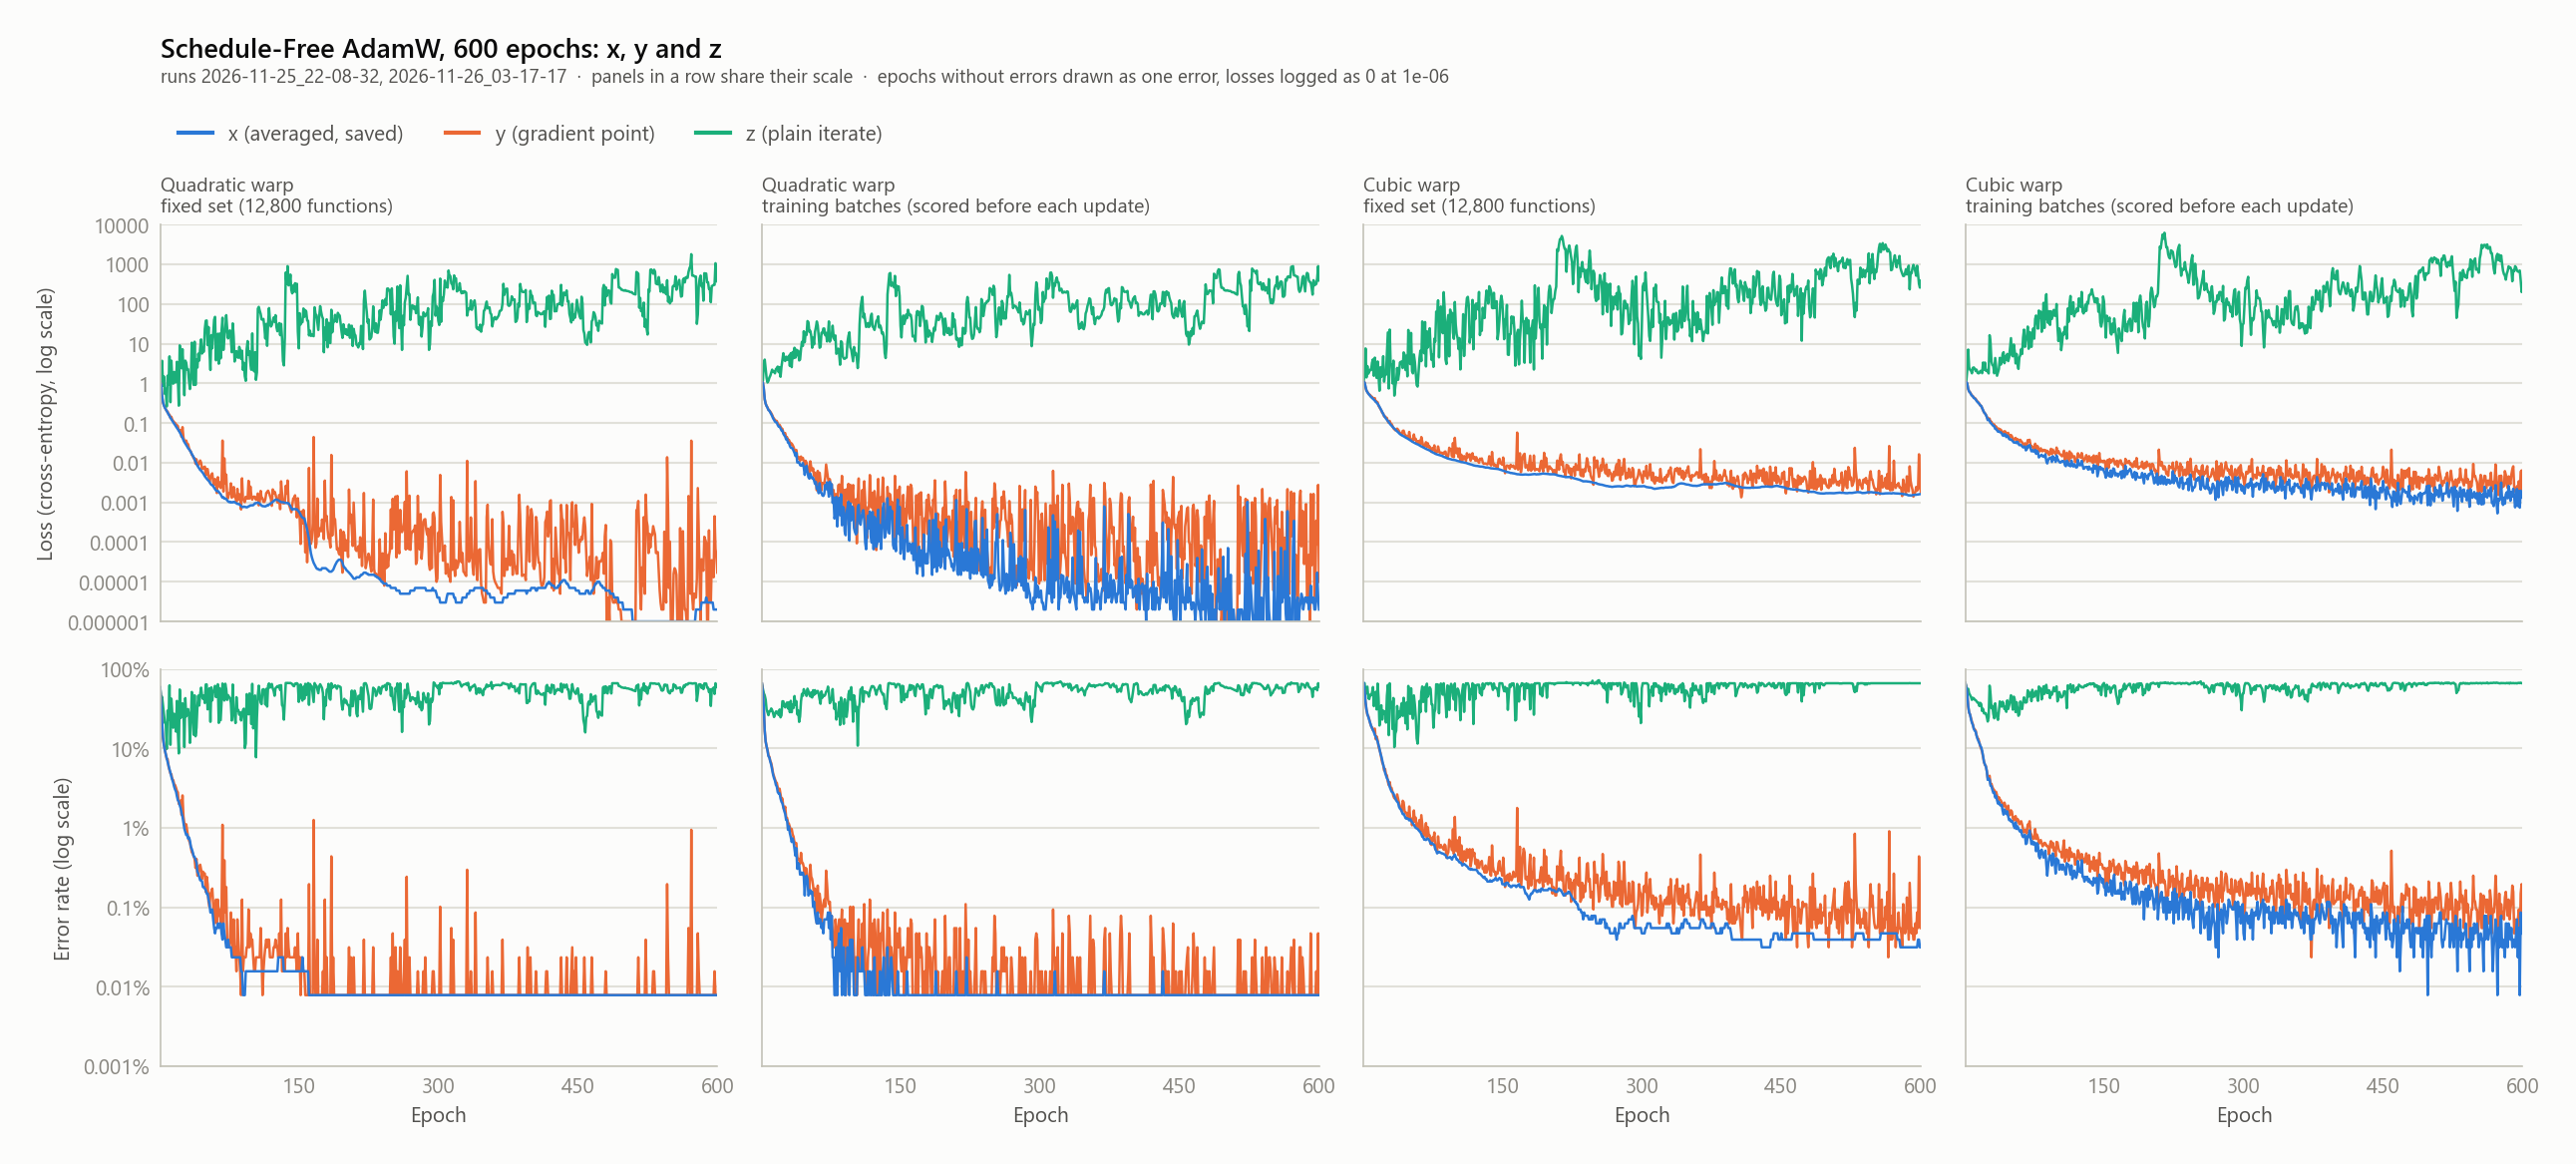 Schedule-Free AdamW, 600 epochs: x, y and z
runs 2026-11-25_22-08-32, 2026-11-26_03-17-17 · panels in a row share their scale · epochs without errors drawn as one error, losses logged as 0 at 1e-06
x (averaged, saved)
y (gradient point)
z (plain iterate)
Quadratic warp
fixed set (12,800 functions)
Quadratic warp
training batches (scored before each update)
Cubic warp
fixed set (12,800 functions)
Cubic warp
training batches (scored before each update)
Loss (cross-entropy, log scale)
10000
1000
100
10
1
0.1
0.01
0.001
0.0001
0.00001
0.000001
Error rate (log scale)
100%
10%
1%
0.1%
0.01%
0.001%
150
300
450
600
Epoch
150
300
450
600
Epoch
150
300
450
600
Epoch
150
300
450
600
Epoch